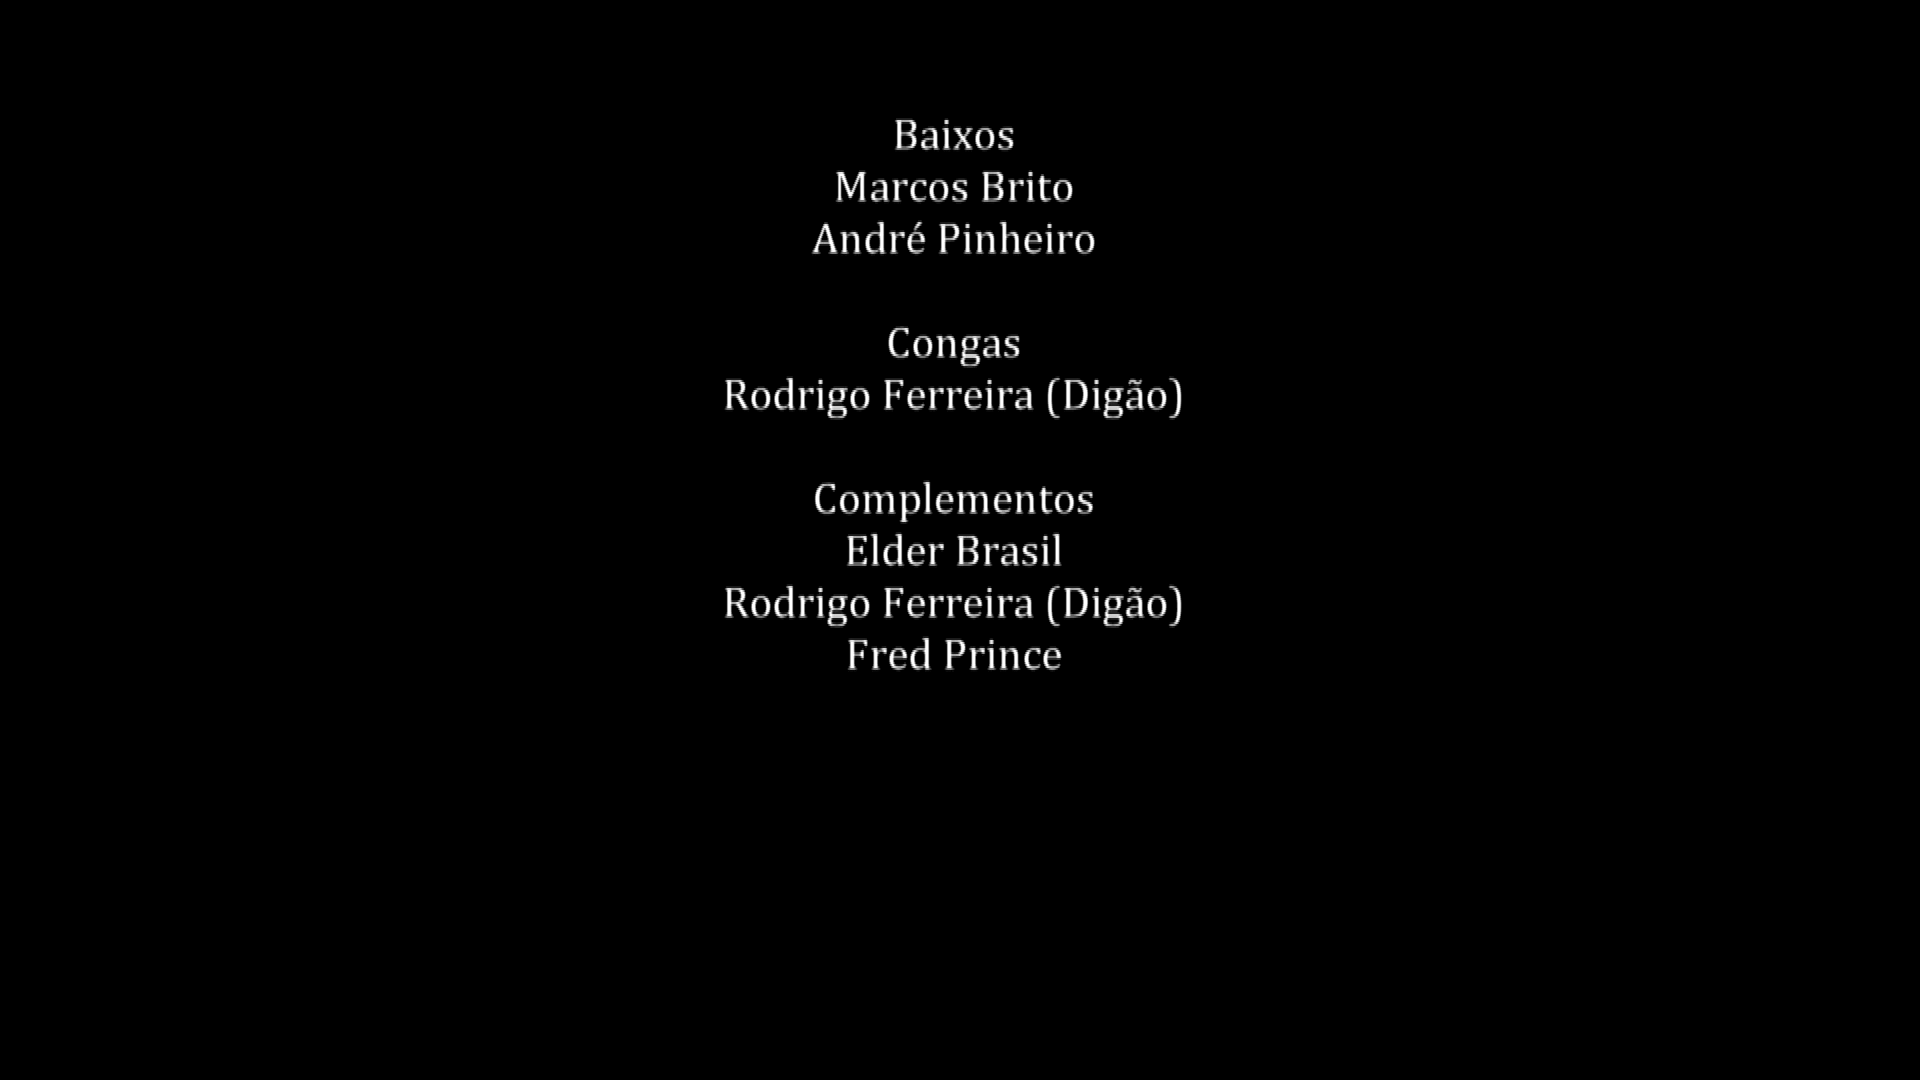 Baixos
Marcos Brito
André Pinheiro
Congas
Rodrigo Ferreira (Digão)
Complementos
Elder Brasil
Rodrigo Ferreira (Digão)
Fred Prince